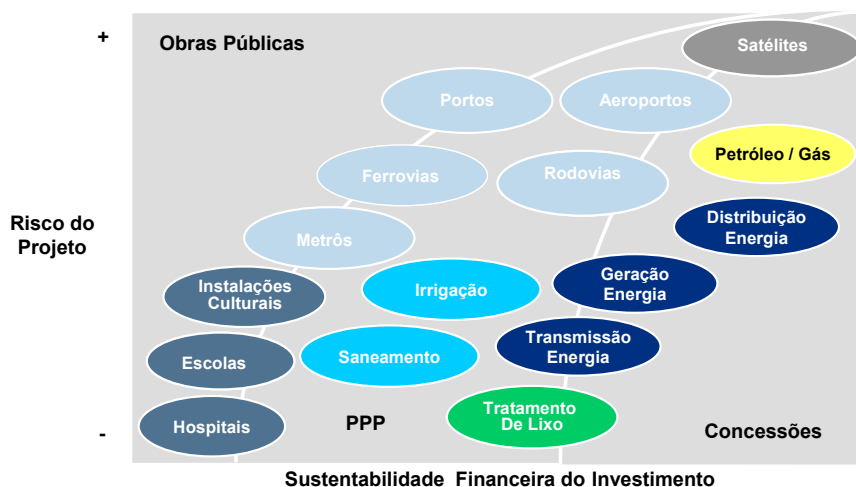 +
Obras Públicas
Satélites
Portos
Aeroportos
Petróleo / Gás
Ferrovias
Rodovias
Risco do
Projeto
Distribuição
Energia
Metrôs
Instalações
Culturais
Irrigação
Geração
Energia
Escolas
Saneamento
Transmissão
Energia
Hospitais
PPP
Tratamento
De Lixo
Concessões
-
Sustentabilidade Financeira do Investimento